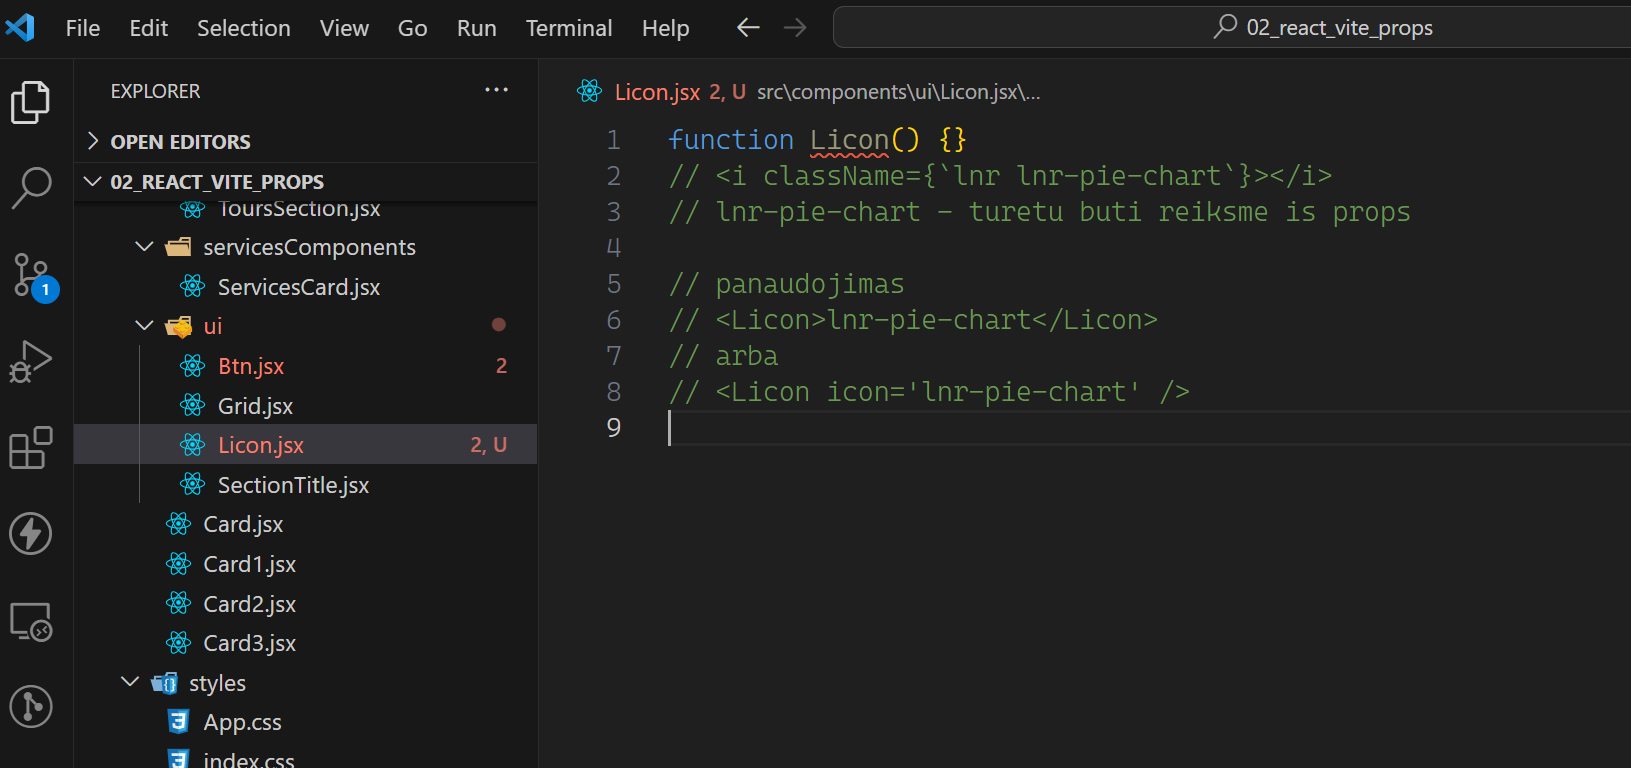 File Edit Selection View Go Run Terminal Help 02_react_vite_props
EXPLORER ...
OPEN EDITORS
02_REACT_VITE_PROPS
ToursSection.jsx
servicesComponents
ServicesCard.jsx
1
ui
Btn.jsx 2
Grid.jsx
Licon.jsx 2, U
SectionTitle.jsx
Card.jsx
Card1.jsx
Card2.jsx
Card3.jsx
styles
App.css
index.css
Licon.jsx 2, U src\components\ui\Licon.jsx\...
1 function Licon() {}
2 // <i className={`lnr lnr-pie-chart`}></i>
3 // lnr-pie-chart - turetu buti reiksme is props
4
5 // panaudojimas
6 // <Licon>lnr-pie-chart</Licon>
7 // arba
8 // <Licon icon='lnr-pie-chart' />
9